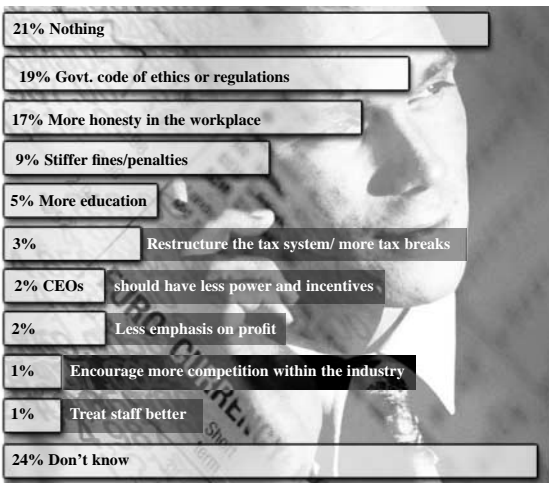 21% Nothing
19% Govt. code of ethics or regulations
17% More honesty in the workplace
9% Stiffer fines/penalties
5% More education
3% Restructure the tax system/ more tax breaks
2% CEOs should have less power and incentives
2% Less emphasis on profit
1% Encourage more competition within the industry
1% Treat staff better
Short
term
24% Don't know